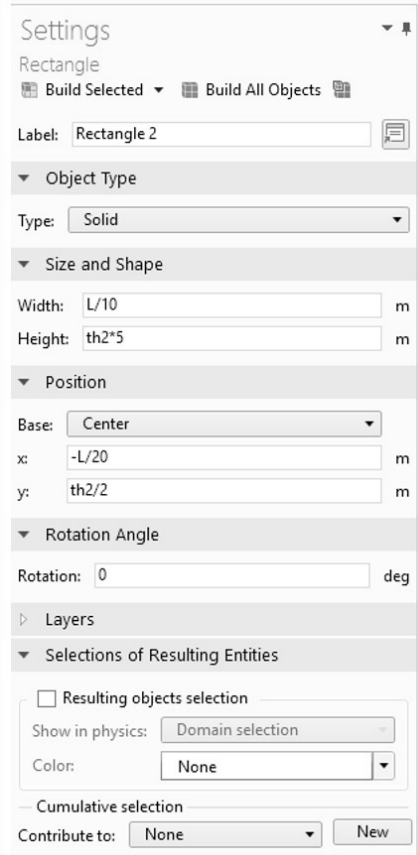 Settings
Rectangle
Build Selected Build All Objects
Label: Rectangle 2
Object Type
Type: Solid
Size and Shape
Width: L/10 m
Height: th2*5 m
Position
Base: Center
x: -L/20 m
y: th2/2 m
Rotation Angle
Rotation: 0 deg
Layers
Selections of Resulting Entities
Resulting objects selection
Show in physics: Domain selection
Color: None
Cumulative selection
Contribute to: None New